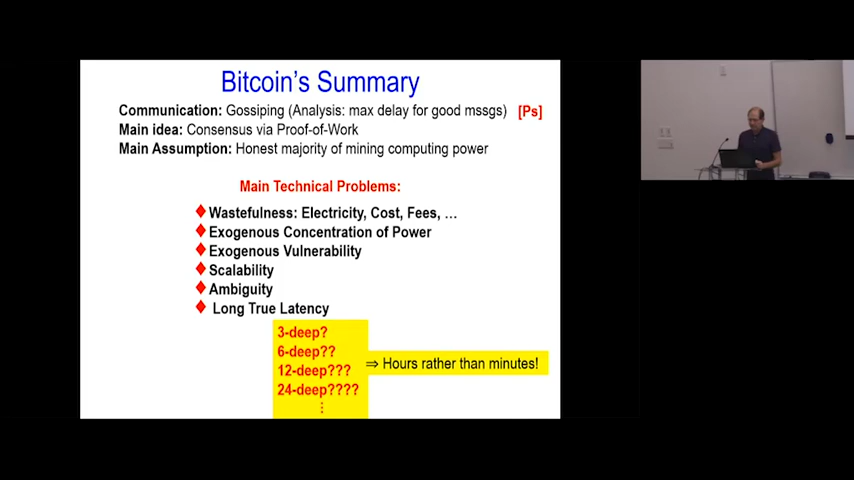 Bitcoin's Summary
Communication: Gossiping (Analysis: max delay for good mssgs) [Ps]
Main idea: Consensus via Proof-of-Work
Main Assumption: Honest majority of mining computing power
Main Technical Problems:
Wastefulness: Electricity, Cost, Fees, ...
Exogenous Concentration of Power
Exogenous Vulnerability
Scalability
Ambiguity
Long True Latency
3-deep?
6-deep??
12-deep???
24-deep????
⋮
⇒ Hours rather than minutes!